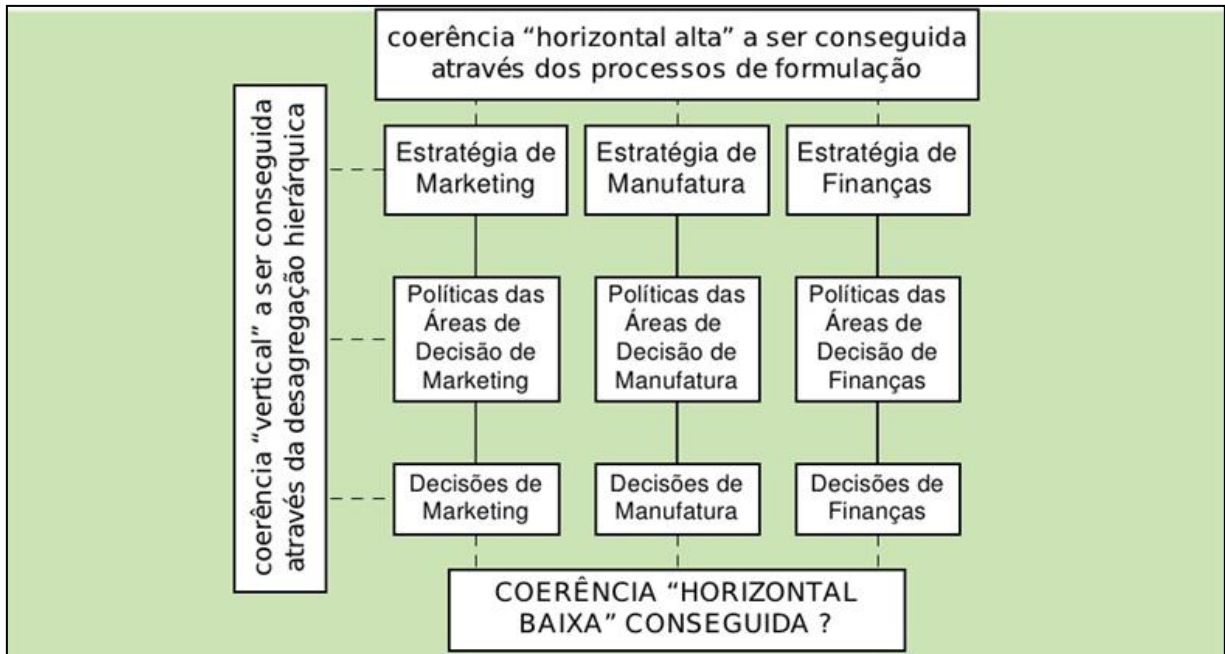 coerência “horizontal alta” a ser conseguida
através dos processos de formulação
coerência “vertical” a ser conseguida
através da desagregação hierárquica
Estratégia de
Marketing
Estratégia de
Manufatura
Estratégia de
Finanças
Políticas das
Áreas de
Decisão de
Marketing
Políticas das
Áreas de
Decisão de
Manufatura
Políticas das
Áreas de
Decisão de
Finanças
Decisões de
Marketing
Decisões de
Manufatura
Decisões de
Finanças
COERÊNCIA “HORIZONTAL
BAIXA” CONSEGUIDA ?